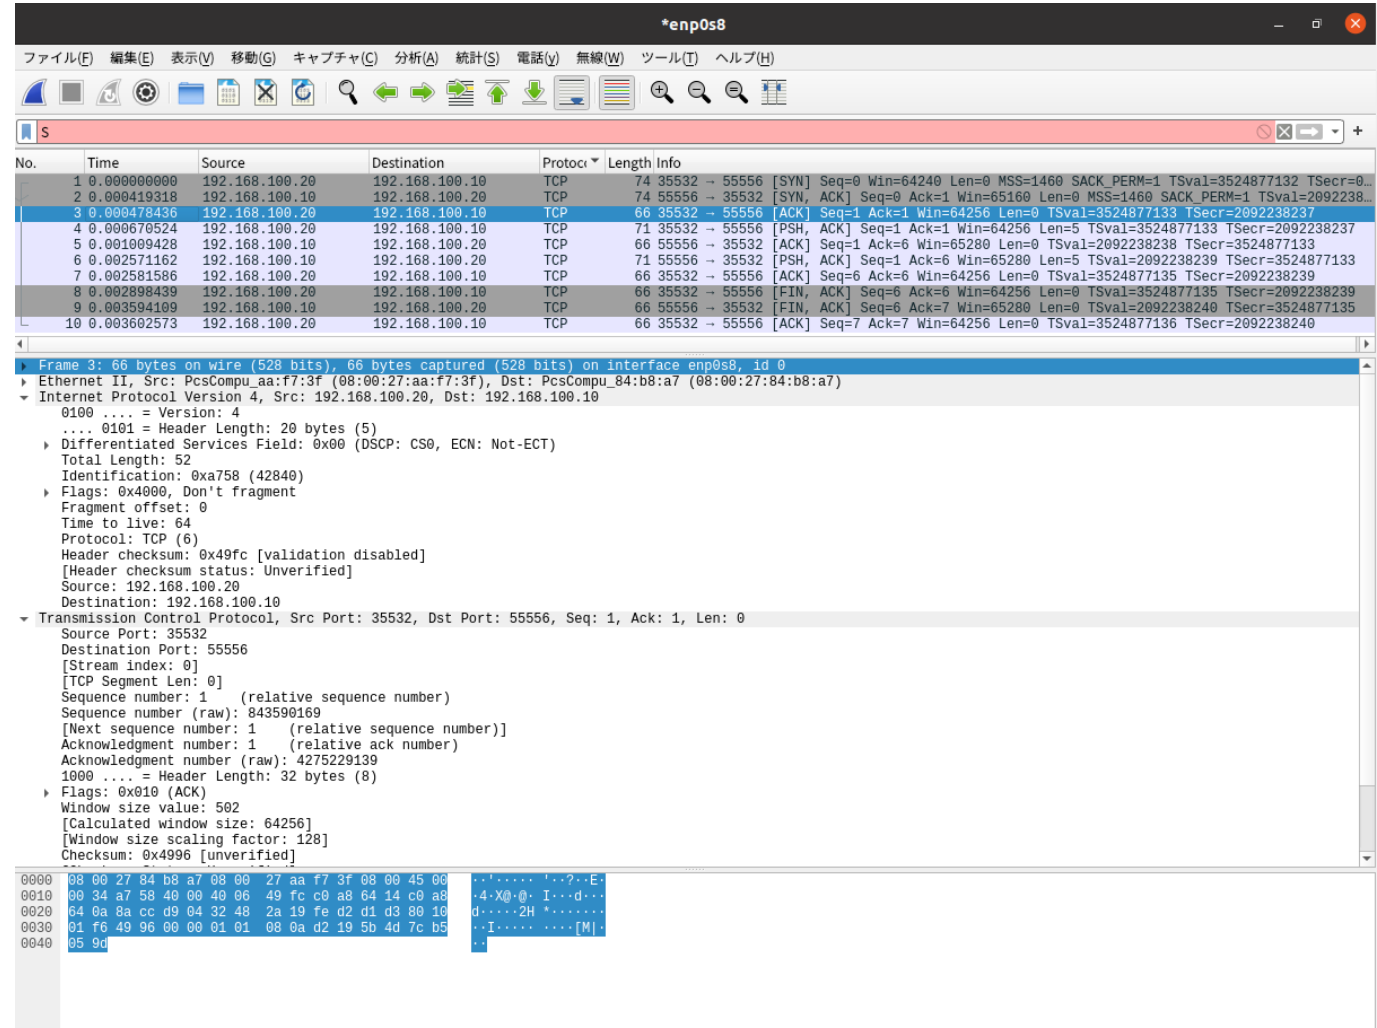 *enp0s8
ファイル(F) 編集(E) 表示(V) 移動(G) キャプチャ(C) 分析(A) 統計(S) 電話(y) 無線(W) ツール(T) ヘルプ(H)
S
No. Time Source Destination Protoc Length Info
1 0.000000000 192.168.100.20 192.168.100.10 TCP 74 35532 → 55556 [SYN] Seq=0 Win=64240 Len=0 MSS=1460 SACK_PERM=1 TSval=3524877132 TSecr=0…
2 0.000419318 192.168.100.10 192.168.100.20 TCP 74 55556 → 35532 [SYN, ACK] Seq=0 Ack=1 Win=65160 Len=0 MSS=1460 SACK_PERM=1 TSval=2092238…
3 0.000478436 192.168.100.20 192.168.100.10 TCP 66 35532 → 55556 [ACK] Seq=1 Ack=1 Win=64256 Len=0 TSval=3524877133 TSecr=2092238237
4 0.000670524 192.168.100.20 192.168.100.10 TCP 71 35532 → 55556 [PSH, ACK] Seq=1 Ack=1 Win=64256 Len=5 TSval=3524877133 TSecr=2092238237
5 0.001009428 192.168.100.10 192.168.100.20 TCP 66 55556 → 35532 [ACK] Seq=1 Ack=6 Win=65280 Len=0 TSval=2092238238 TSecr=3524877133
6 0.002571162 192.168.100.10 192.168.100.20 TCP 71 55556 → 35532 [PSH, ACK] Seq=1 Ack=6 Win=65280 Len=5 TSval=2092238239 TSecr=3524877133
7 0.002581586 192.168.100.20 192.168.100.10 TCP 66 35532 → 55556 [ACK] Seq=6 Ack=6 Win=64256 Len=0 TSval=3524877135 TSecr=2092238239
8 0.002898439 192.168.100.20 192.168.100.10 TCP 66 35532 → 55556 [FIN, ACK] Seq=6 Ack=6 Win=64256 Len=0 TSval=3524877135 TSecr=2092238239
9 0.003594109 192.168.100.10 192.168.100.20 TCP 66 55556 → 35532 [FIN, ACK] Seq=6 Ack=7 Win=65280 Len=0 TSval=2092238240 TSecr=3524877135
10 0.003602573 192.168.100.20 192.168.100.10 TCP 66 35532 → 55556 [ACK] Seq=7 Ack=7 Win=64256 Len=0 TSval=3524877136 TSecr=2092238240
Frame 3: 66 bytes on wire (528 bits), 66 bytes captured (528 bits) on interface enp0s8, id 0
Ethernet II, Src: PcsCompu_aa:f7:3f (08:00:27:aa:f7:3f), Dst: PcsCompu_84:b8:a7 (08:00:27:84:b8:a7)
Internet Protocol Version 4, Src: 192.168.100.20, Dst: 192.168.100.10
0100 .... = Version: 4
.... 0101 = Header Length: 20 bytes (5)
Differentiated Services Field: 0x00 (DSCP: CS0, ECN: Not-ECT)
Total Length: 52
Identification: 0xa758 (42840)
Flags: 0x4000, Don't fragment
Fragment offset: 0
Time to live: 64
Protocol: TCP (6)
Header checksum: 0x49fc [validation disabled]
[Header checksum status: Unverified]
Source: 192.168.100.20
Destination: 192.168.100.10
Transmission Control Protocol, Src Port: 35532, Dst Port: 55556, Seq: 1, Ack: 1, Len: 0
Source Port: 35532
Destination Port: 55556
[Stream index: 0]
[TCP Segment Len: 0]
Sequence number: 1 (relative sequence number)
Sequence number (raw): 843590169
[Next sequence number: 1 (relative sequence number)]
Acknowledgment number: 1 (relative ack number)
Acknowledgment number (raw): 4275229139
1000 .... = Header Length: 32 bytes (8)
Flags: 0x010 (ACK)
Window size value: 502
[Calculated window size: 64256]
[Window size scaling factor: 128]
Checksum: 0x4996 [unverified]
0000 08 00 27 84 b8 a7 08 00 27 aa f7 3f 08 00 45 00 ··'····· '··?··E·
0010 00 34 a7 58 40 00 40 06 49 fc c0 a8 64 14 c0 a8 ·4·X@·@· I···d···
0020 64 0a 8a cc d9 04 32 48 2a 19 fe d2 d1 d3 80 10 d·····2H *·······
0030 01 f6 49 96 00 00 01 01 08 0a d2 19 5b 4d 7c b5 ··I····· ····[M|·
0040 05 9d ··